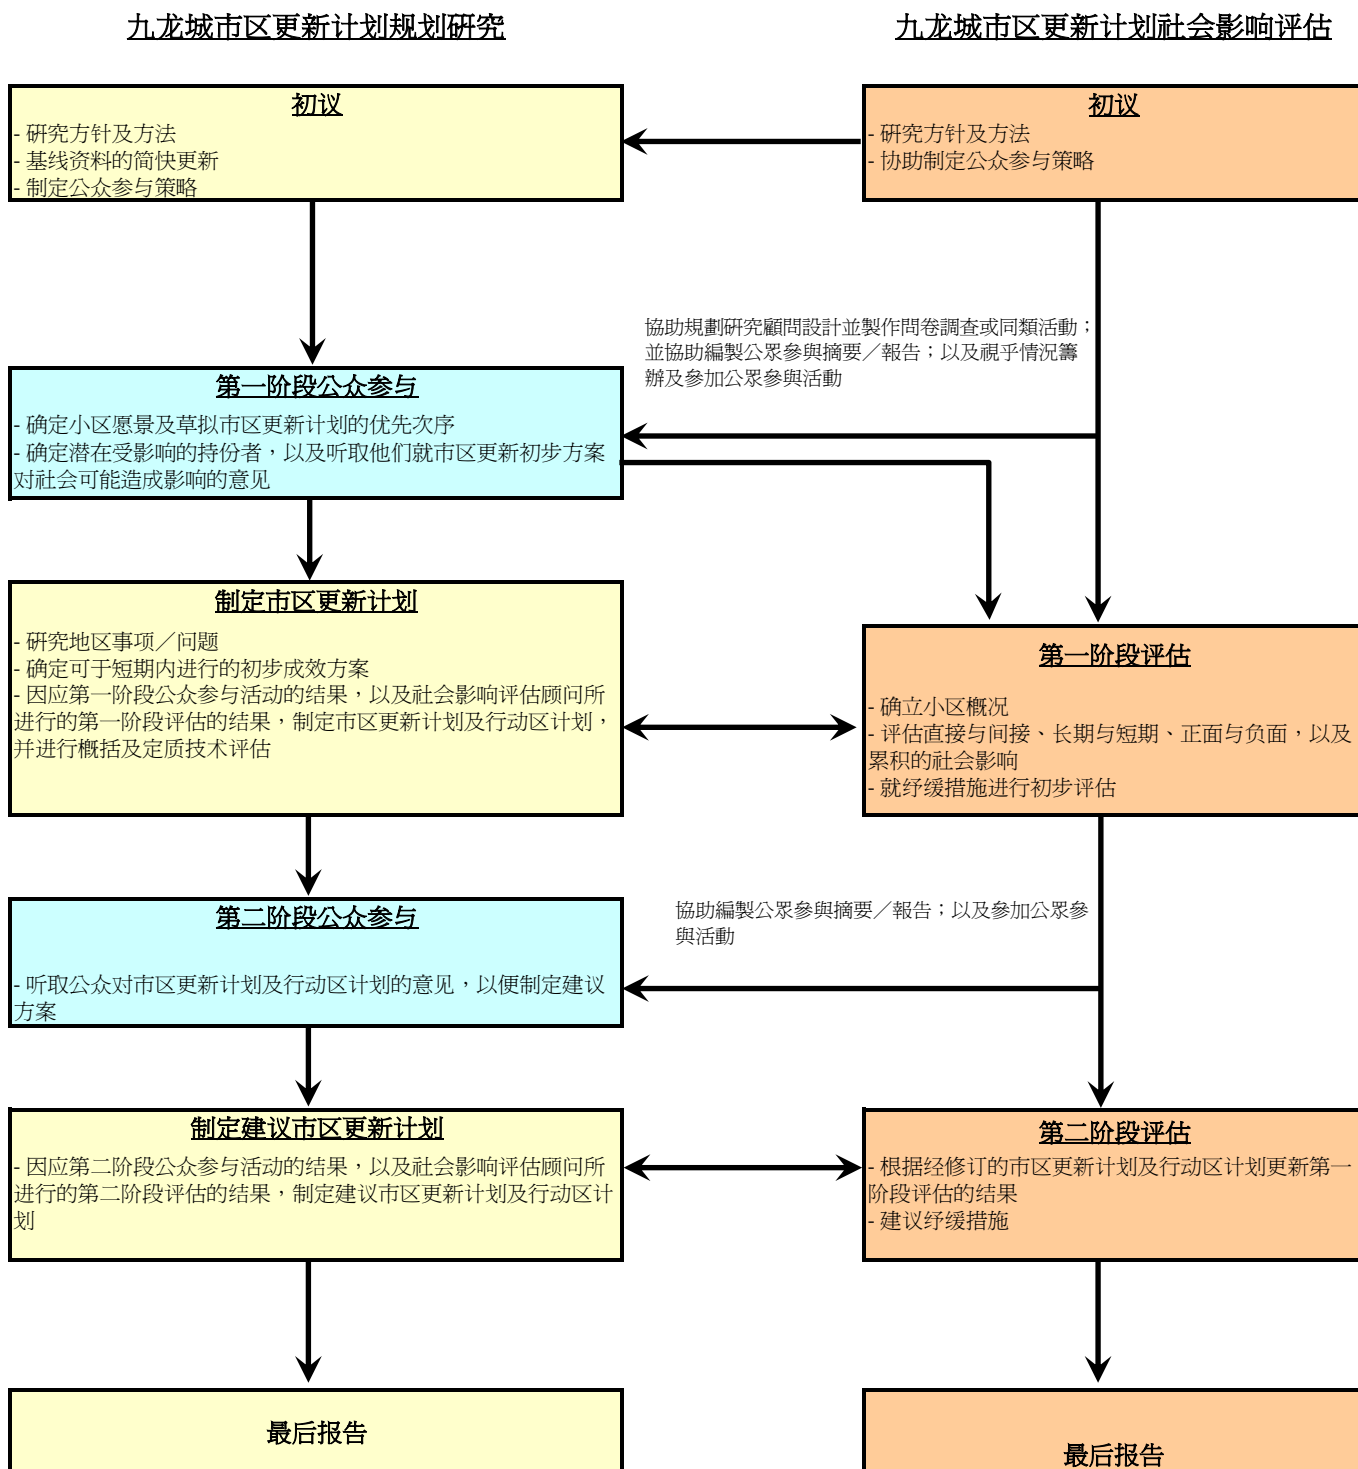 九龙城市区更新计划规划研究
九龙城市区更新计划社会影响评估
初议
- 研究方针及方法
- 基线资料的简快更新
- 制定公众参与策略
初议
- 研究方针及方法
- 协助制定公众参与策略
協助規劃研究顧問設計並製作問卷調查或同類活動；
並協助編製公眾參與摘要／報告；以及視乎情況籌
辦及參加公眾參與活動
第一阶段公众参与
- 确定小区愿景及草拟市区更新计划的优先次序
- 确定潜在受影响的持份者，以及听取他们就市区更新初步方案
对社会可能造成影响的意见
制定市区更新计划
- 研究地区事项／问题
- 确定可于短期内进行的初步成效方案
- 因应第一阶段公众参与活动的结果，以及社会影响评估顾问所
进行的第一阶段评估的结果，制定市区更新计划及行动区计划，
并进行概括及定质技术评估
第一阶段评估
- 确立小区概况
- 评估直接与间接、长期与短期、正面与负面，以及
累积的社会影响
- 就纾缓措施进行初步评估
第二阶段公众参与
- 听取公众对市区更新计划及行动区计划的意见，以便制定建议
方案
協助編製公眾參與摘要／報告；以及參加公眾參
與活動
制定建议市区更新计划
- 因应第二阶段公众参与活动的结果，以及社会影响评估顾问所
进行的第二阶段评估的结果，制定建议市区更新计划及行动区计
划
第二阶段评估
- 根据经修订的市区更新计划及行动区计划更新第一
阶段评估的结果
- 建议纾缓措施
最后报告
最后报告